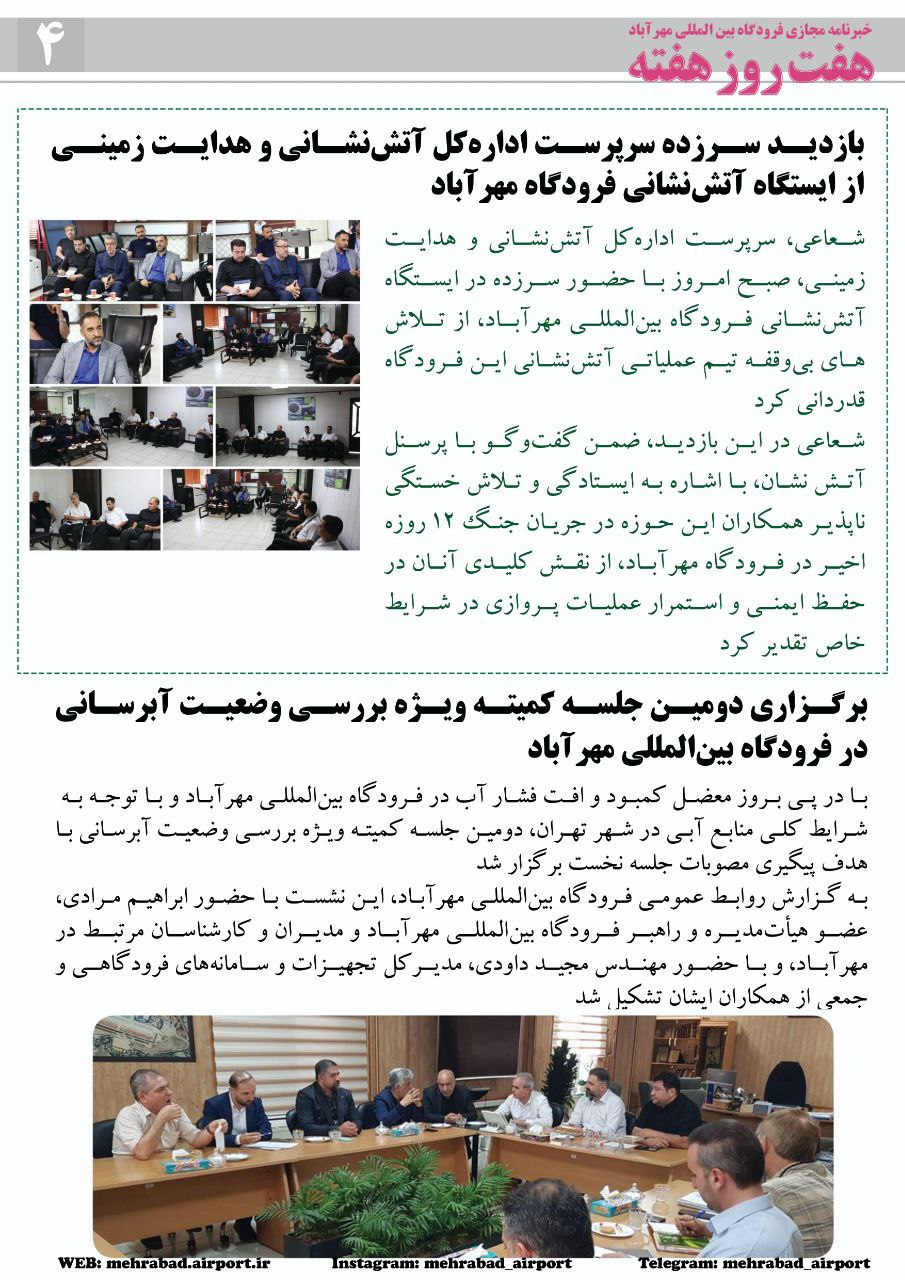 خبرنامه مجازی فرودگاه بین المللی مهرآباد
هفت روز هفته
۴
بازدید سرزده سرپرست اداره‌کل آتش‌نشانی و هدایت زمینی
از ایستگاه آتش‌نشانی فرودگاه مهرآباد
شعاعی، سرپرست اداره‌کل آتش‌نشانی و هدایت
زمینی، صبح امروز با حضور سرزده در ایستگاه
آتش‌نشانی فرودگاه بین‌المللی مهرآباد، از تلاش
های بی‌وقفه تیم عملیاتی آتش‌نشانی این فرودگاه
قدردانی کرد
شعاعی در این بازدید، ضمن گفت‌وگو با پرسنل
آتش نشان، با اشاره به ایستادگی و تلاش خستگی
ناپذیر همکاران این حوزه در جریان جنگ ۱۲ روزه
اخیر در فرودگاه مهرآباد، از نقش کلیدی آنان در
حفظ ایمنی و استمرار عملیات پروازی در شرایط
خاص تقدیر کرد
برگزاری دومین جلسه کمیته ویژه بررسی وضعیت آبرسانی
در فرودگاه بین‌المللی مهرآباد
با در پی بروز معضل کمبود و افت فشار آب در فرودگاه بین‌المللی مهرآباد و با توجه به
شرایط کلی منابع آبی در شهر تهران، دومین جلسه کمیته ویژه بررسی وضعیت آبرسانی با
هدف پیگیری مصوبات جلسه نخست برگزار شد
به گزارش روابط عمومی فرودگاه بین‌المللی مهرآباد، این نشست با حضور ابراهیم مرادی،
عضو هیأت‌مدیره و راهبر فرودگاه بین‌المللی مهرآباد و مدیران و کارشناسان مرتبط در
مهرآباد، و با حضور مهندس مجید داودی، مدیرکل تجهیزات و سامانه‌های فرودگاهی و
جمعی از همکاران ایشان تشکیل شد
WEB: mehrabad.airport.ir Instagram: mehrabad_airport Telegram: mehrabad_airport